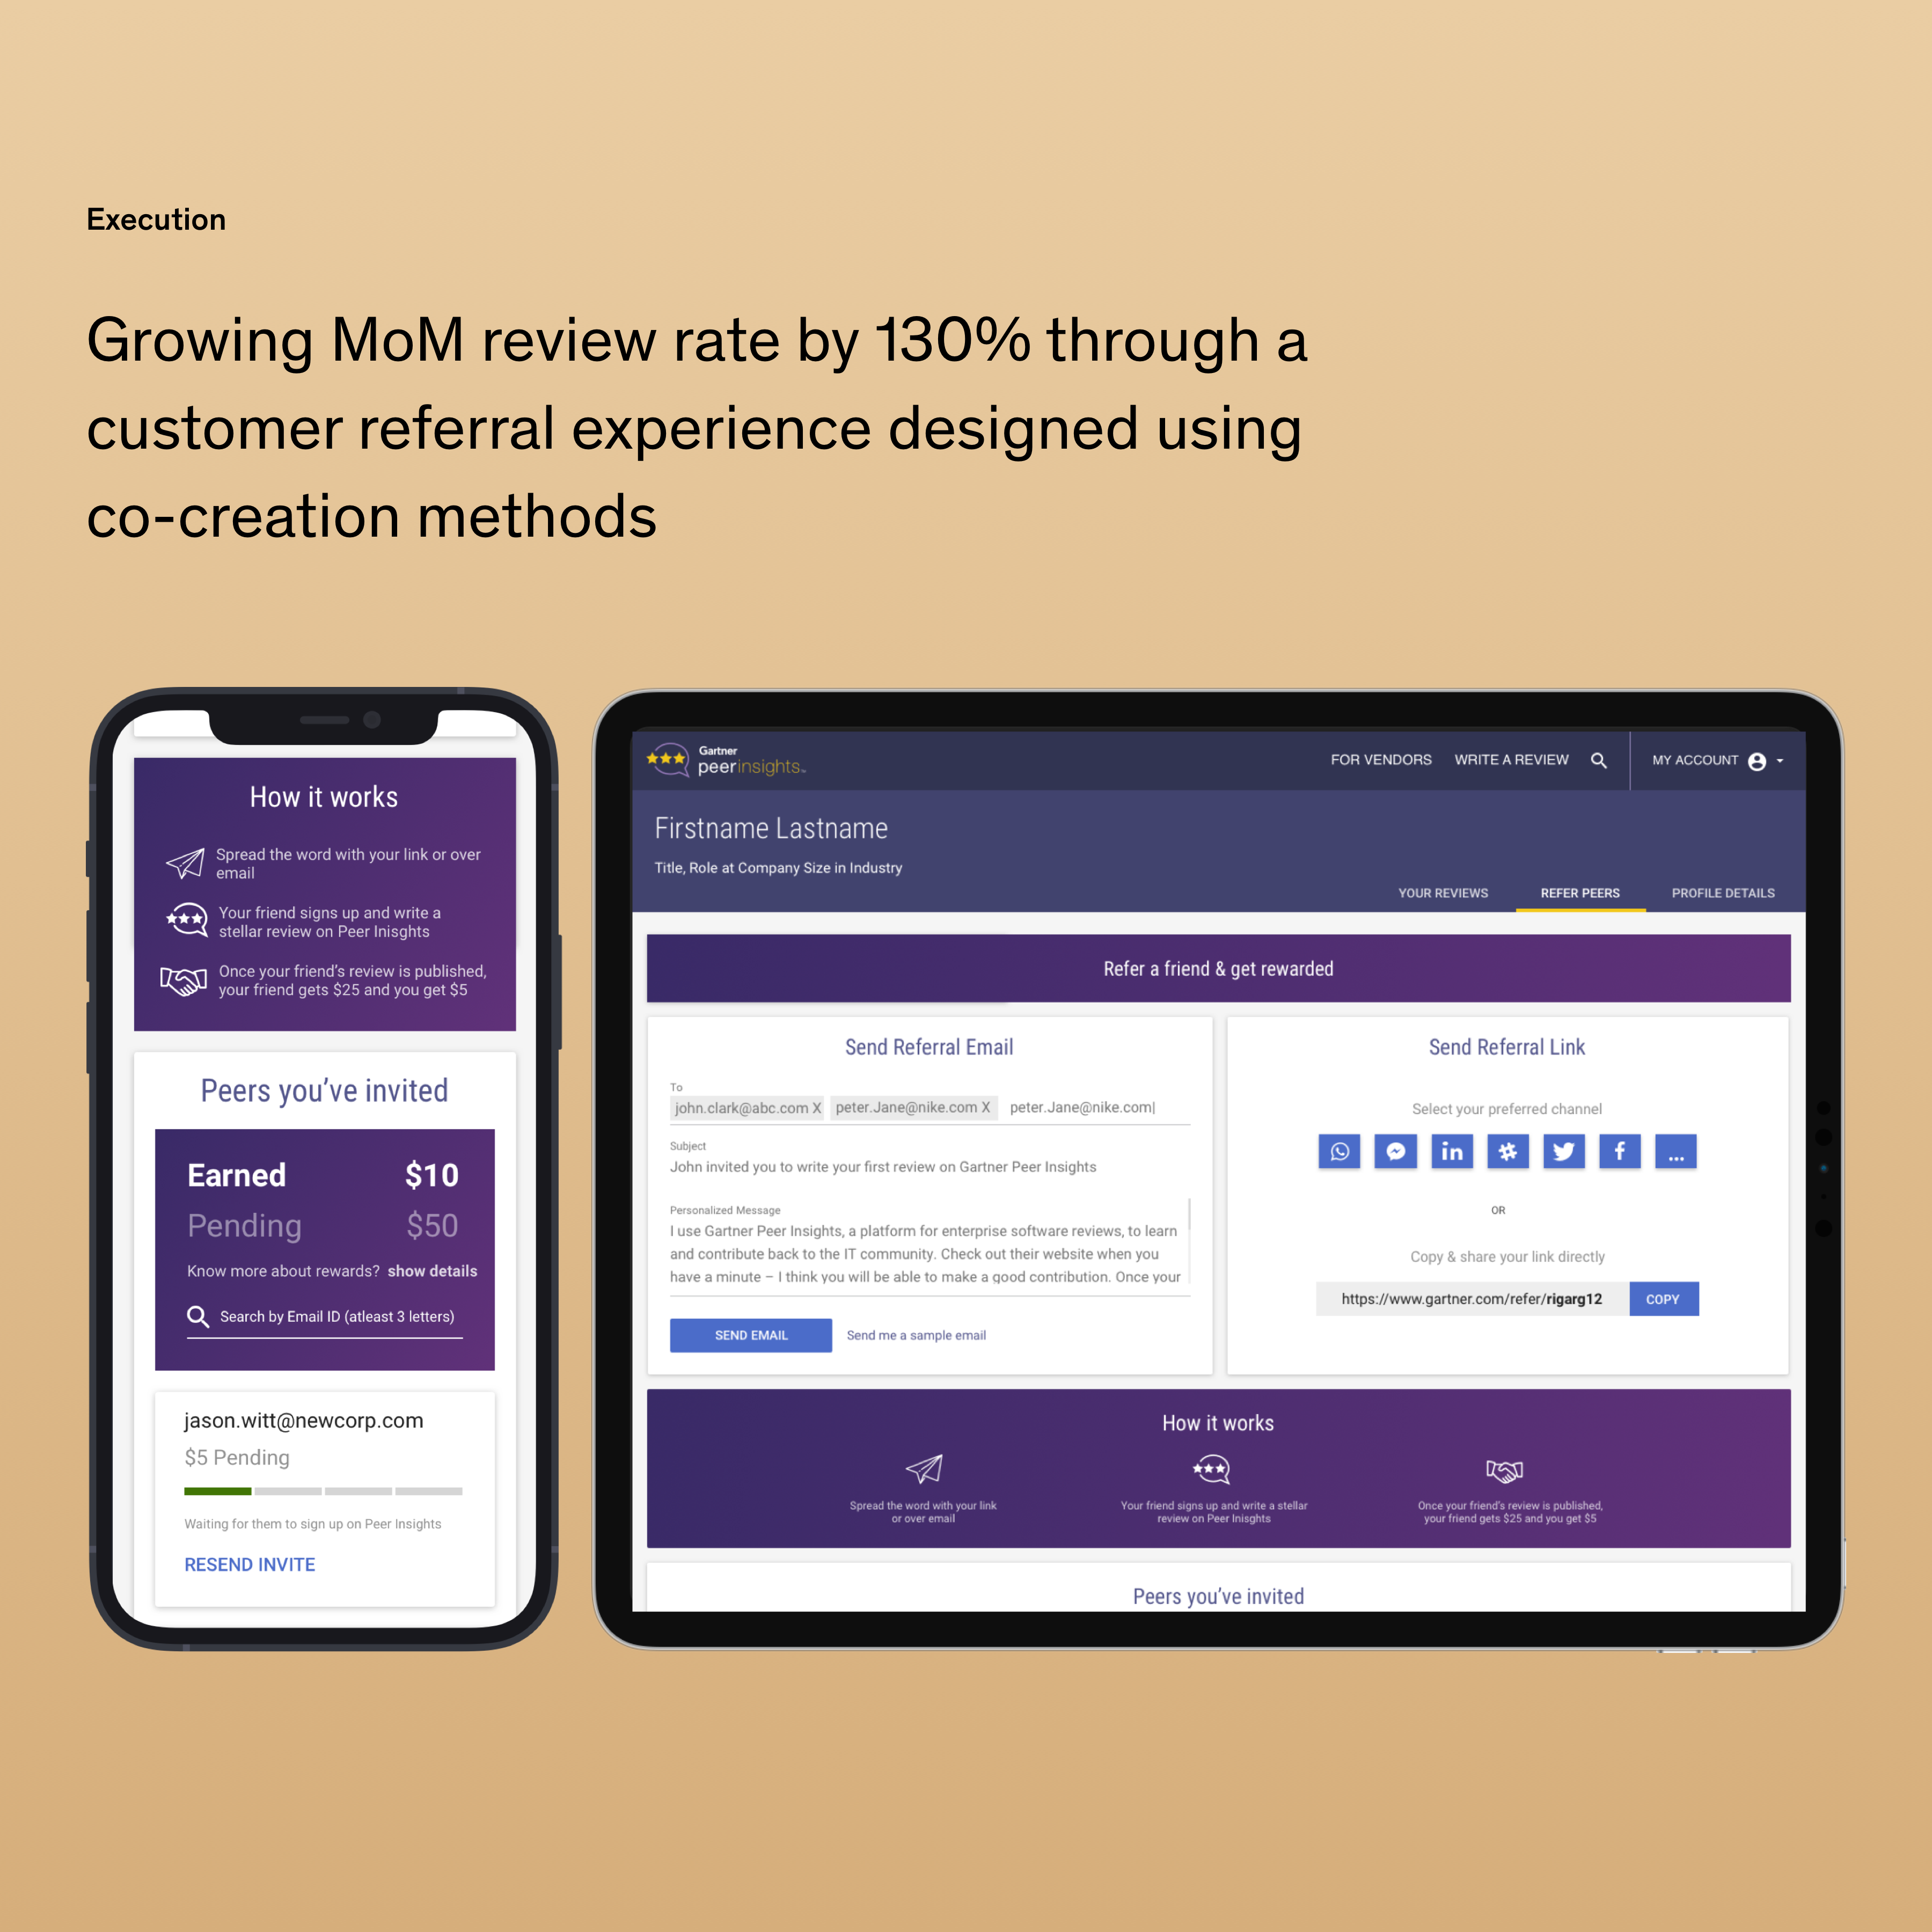 Execution
Growing MoM review rate by 130% through a
customer referral experience designed using
co-creation methods
How it works
Spread the word with your link or over
email
Your friend signs up and write a
stellar review on Peer Inisghts
Once your friend's review is published,
your friend gets $25 and you get $5
Peers you've invited
Earned $10
Pending $50
Know more about rewards? show details
Search by Email ID (atleast 3 letters)
jason.witt@newcorp.com
$5 Pending
Waiting for them to sign up on Peer Insights
RESEND INVITE
Gartner
peerinsights™
FOR VENDORS WRITE A REVIEW MY ACCOUNT
Firstname Lastname
Title, Role at Company Size in Industry
YOUR REVIEWS REFER PEERS PROFILE DETAILS
Refer a friend & get rewarded
Send Referral Email
To
john.clark@abc.com X peter.Jane@nike.com X peter.Jane@nike.com|
Subject
John invited you to write your first review on Gartner Peer Insights
Personalized Message
I use Gartner Peer Insights, a platform for enterprise software reviews, to learn
and contribute back to the IT community. Check out their website when you
have a minute – I think you will be able to make a good contribution. Once your
SEND EMAIL Send me a sample email
Send Referral Link
Select your preferred channel
in f ...
OR
Copy & share your link directly
https://www.gartner.com/refer/rigarg12 COPY
How it works
Spread the word with your link
or over email
Your friend signs up and write a stellar
review on Peer Inisghts
Once your friend's review is published,
your friend gets $25 and you get $5
Peers you've invited